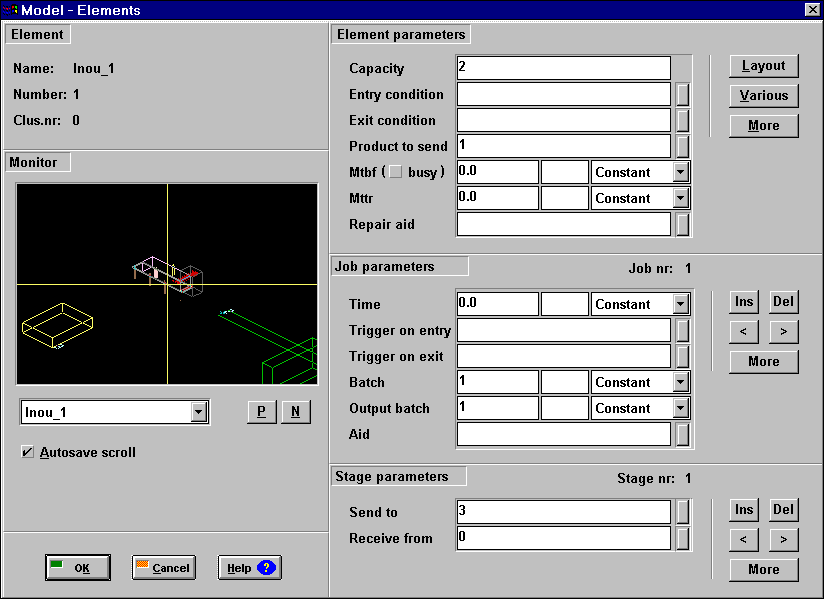 Model - Elements
Element
Name: Inou_1
Number: 1
Clus.nr: 0
Monitor
Inou_1
P N
Autosave scroll
OK Cancel Help ?
Element parameters
Capacity 2
Entry condition
Exit condition
Product to send 1
Mtbf ( busy ) 0.0 Constant
Mttr 0.0 Constant
Repair aid
Layout
Various
More
Job parameters Job nr: 1
Time 0.0 Constant
Trigger on entry
Trigger on exit
Batch 1 Constant
Output batch 1 Constant
Aid
Ins Del
< >
More
Stage parameters Stage nr: 1
Send to 3
Receive from 0
Ins Del
< >
More